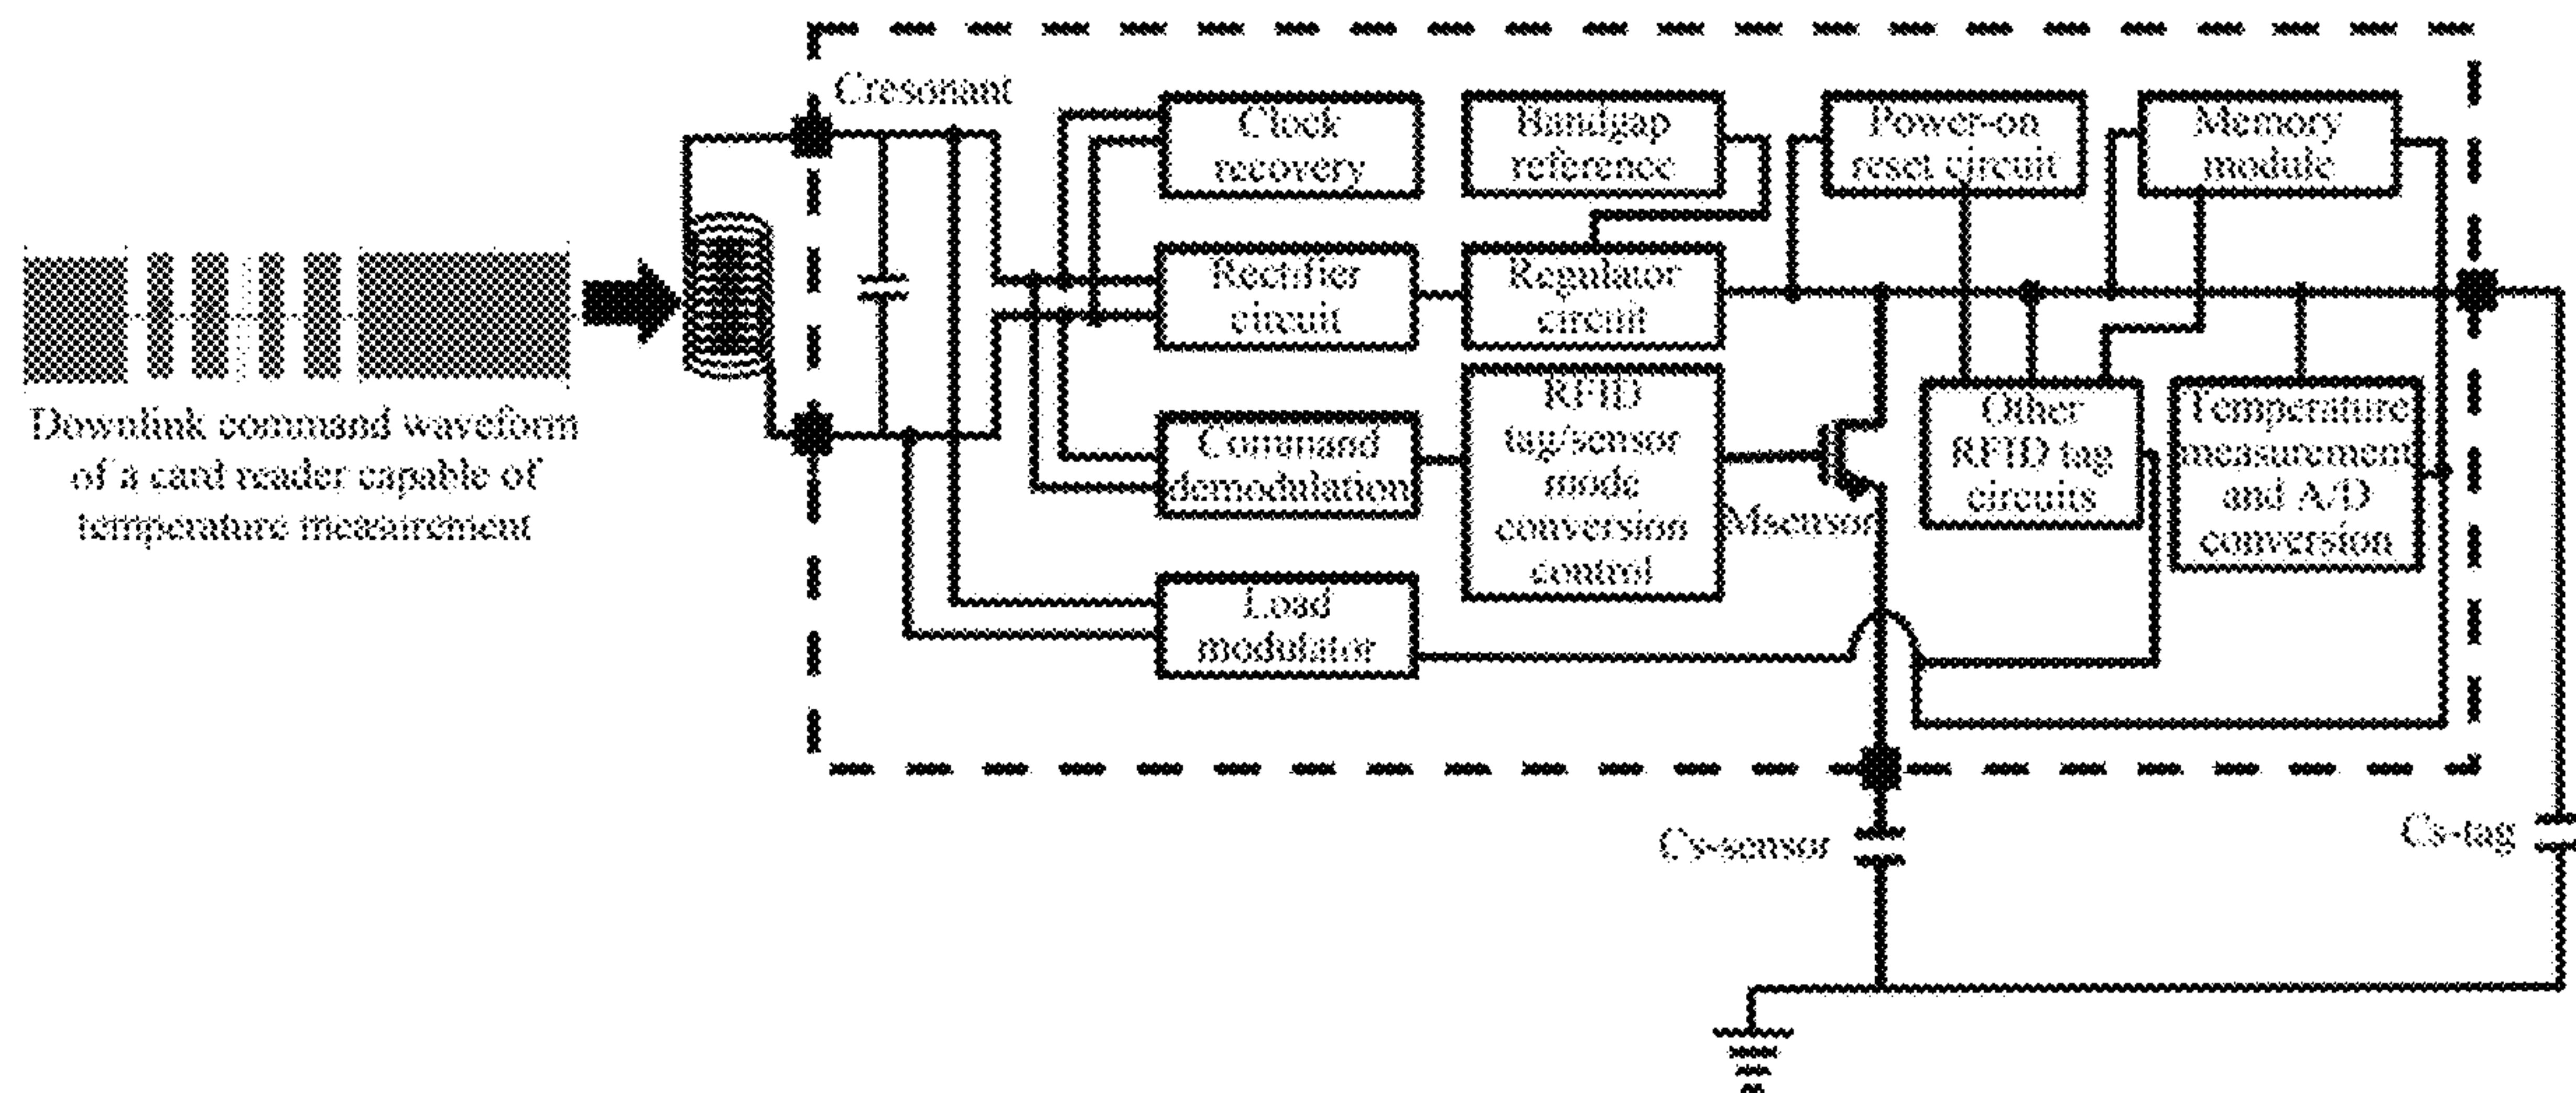 Cresonant
Clock
recovery
Bandgap
reference
Power-on
reset circuit
Memory
module
Rectifier
circuit
Regulator
circuit
Downlink command waveform
of a card reader capable of
temperature measurement
Command
demodulation
RFID
tag/sensor
mode
conversion
control
Msensor
Other
RFID tag
circuits
Temperature
measurement
and A/D
conversion
Load
modulator
Cs-sensor
Cs-tag